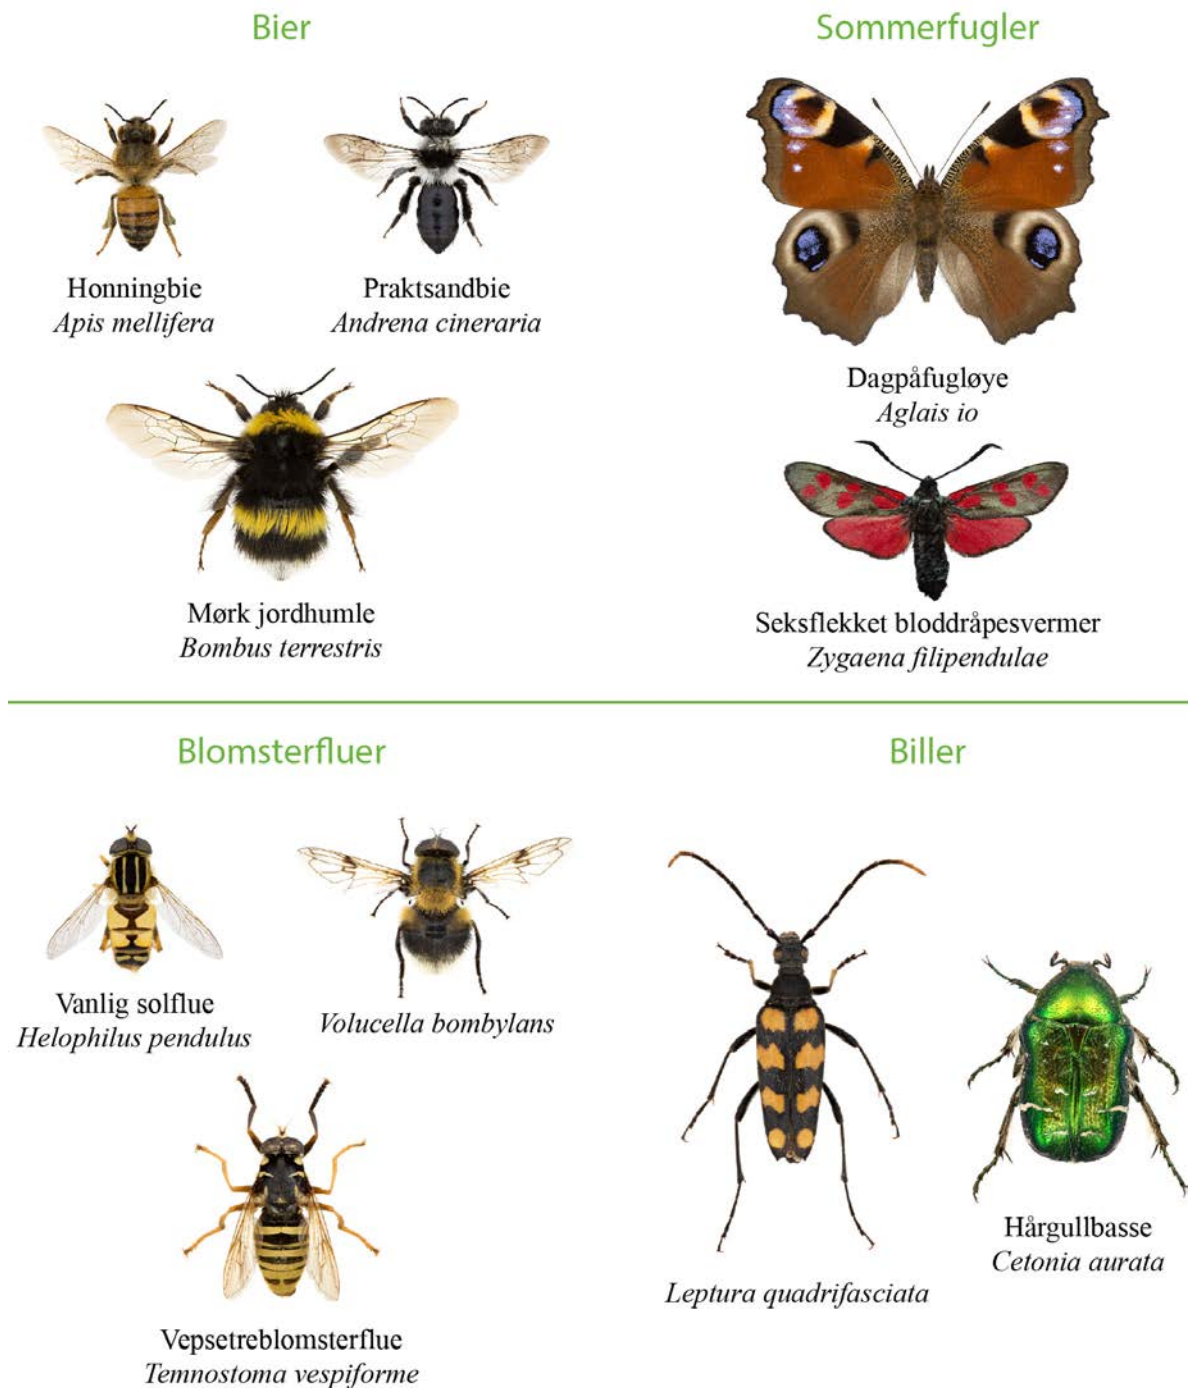 Bier
Honningbie
Apis mellifera
Praktsandbie
Andrena cineraria
Mørk jordhumle
Bombus terrestris
Sommerfugler
Dagpåfugløye
Aglais io
Seksflekket bloddråpesvermer
Zygaena filipendulae
Blomsterfluer
Vanlig solflue
Helophilus pendulus
Volucella bombylans
Vepsetreblomsterflue
Temnostoma vespiforme
Biller
Leptura quadrifasciata
Hårgullbasse
Cetonia aurata